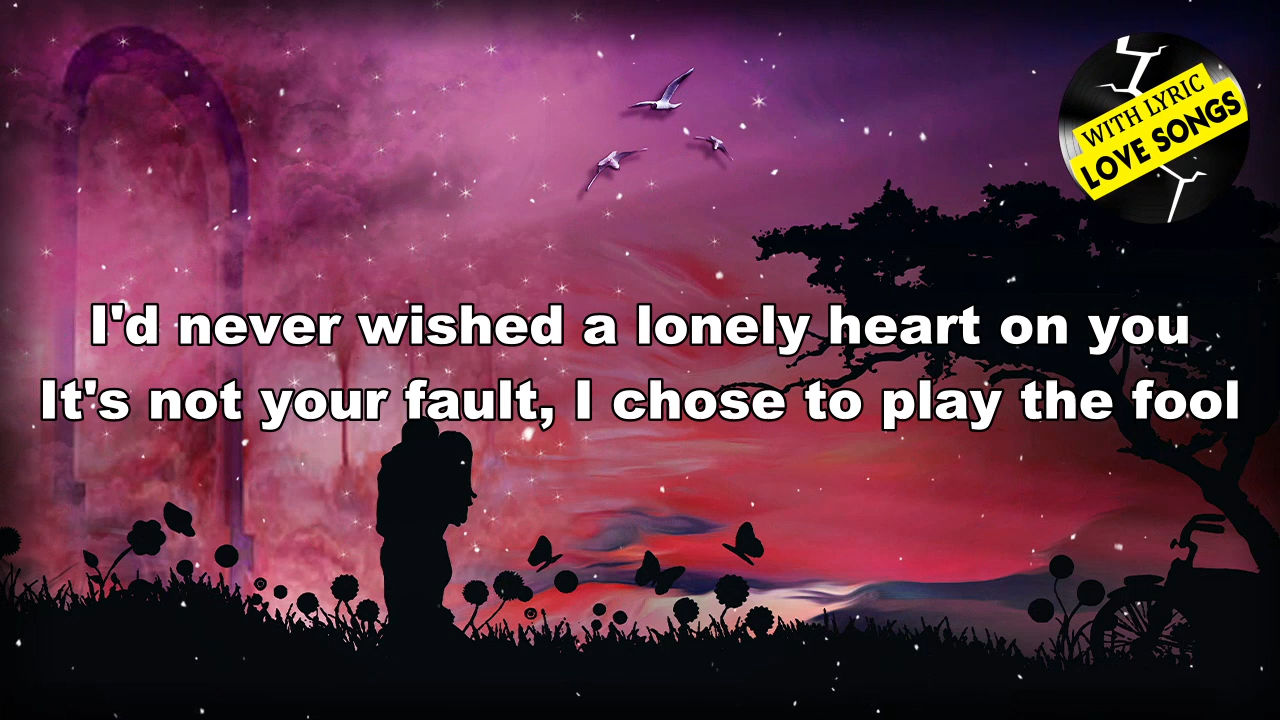 WITH LYRIC
LOVE SONGS
I'd never wished a lonely heart on you
It's not your fault, I chose to play the fool